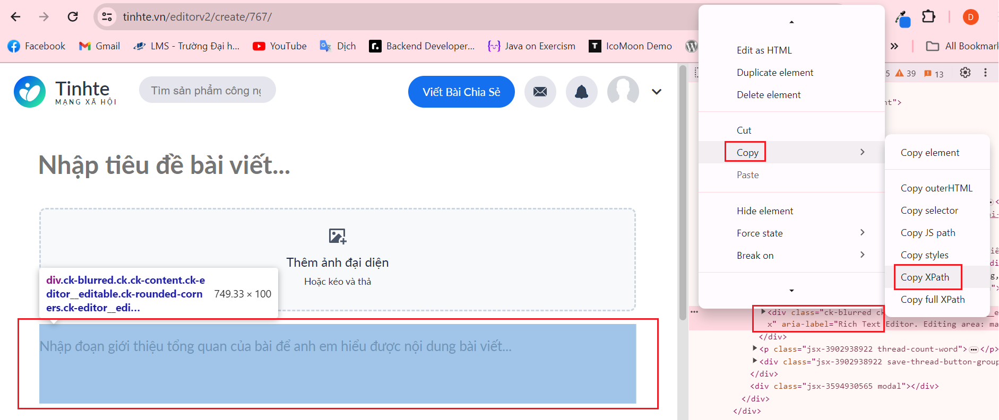 tinhte.vn/editorv2/create/767/
D
Facebook
Gmail
LMS - Trường Đại h...
YouTube
Dịch
Backend Developer...
Java on Exercism
IcoMoon Demo
»
All Bookmark
Tinhte
MẠNG XÃ HỘI
Tìm sản phẩm công ng
Viết Bài Chia Sẻ
Nhập tiêu đề bài viết...
Thêm ảnh đại diện
Hoặc kéo và thả
div.ck-blurred.ck.ck-content.ck-e
ditor__editable.ck-rounded-corn
ers.ck-editor__edi...
749.33 × 100
Nhập đoạn giới thiệu tổng quan của bài để anh em hiểu được nội dung bài viết...
Edit as HTML
Duplicate element
Delete element
Cut
Copy
Paste
Hide element
Force state
Break on
Copy element
Copy outerHTML
Copy selector
Copy JS path
Copy styles
Copy XPath
Copy full XPath
5 39 13
nt">
<div class="ck-blurred ck
x" aria-label="Rich Text Editor. Editing area: ma
</div>
<p class="jsx-3902938922 thread-count-word"> ••• </p>
<div class="jsx-3902938922 save-thread-button-group
</div>
<div class="jsx-3594930565 modal"></div>
</div>
</div>